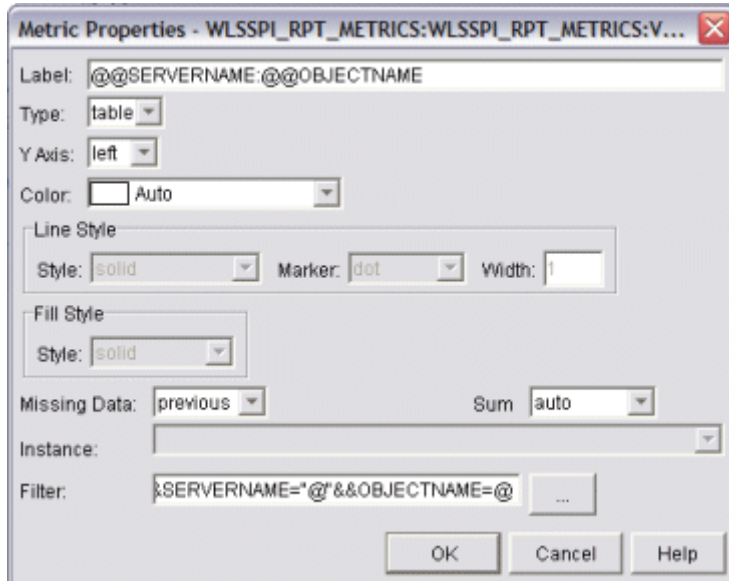 Metric Properties - WLSSPI_RPT_METRICS:WLSSPI_RPT_METRICS:V...
Label: @@SERVERNAME:@@OBJECTNAME
Type: table
Y Axis: left
Color: Auto
Line Style
Style: solid Marker: dot Width: 1
Fill Style
Style: solid
Missing Data: previous Sum auto
Instance:
Filter: &SERVERNAME="@"&&OBJECTNAME=@ ...
OK Cancel Help